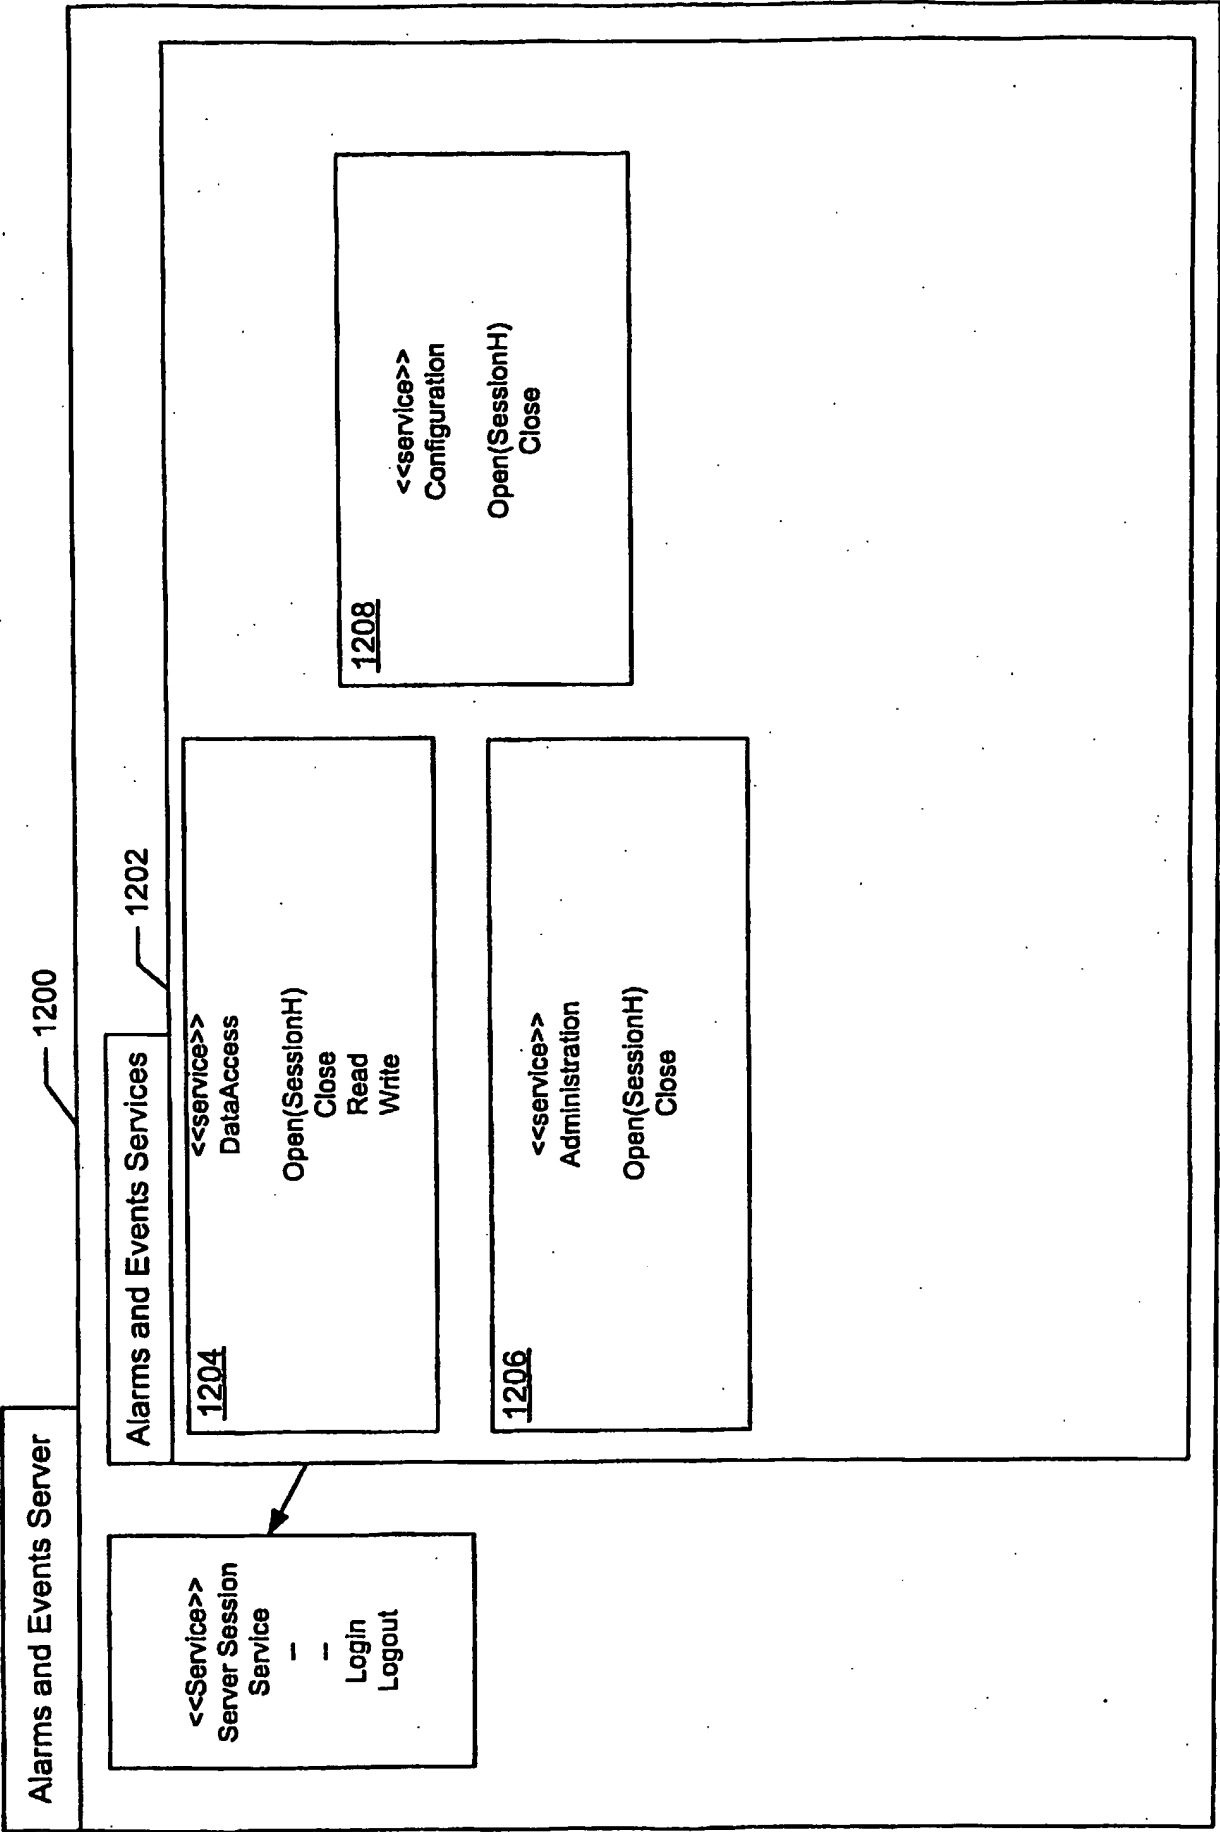 Alarms and Events Server
1200
Alarms and Events Services
1202
<<Service>>
Server Session
Service
–
–
Login
Logout
1204
<<service>>
DataAccess
Open(SessionH)
Close
Read
Write
1208
<<service>>
Configuration
Open(SessionH)
Close
1206
<<service>>
Administration
Open(SessionH)
Close